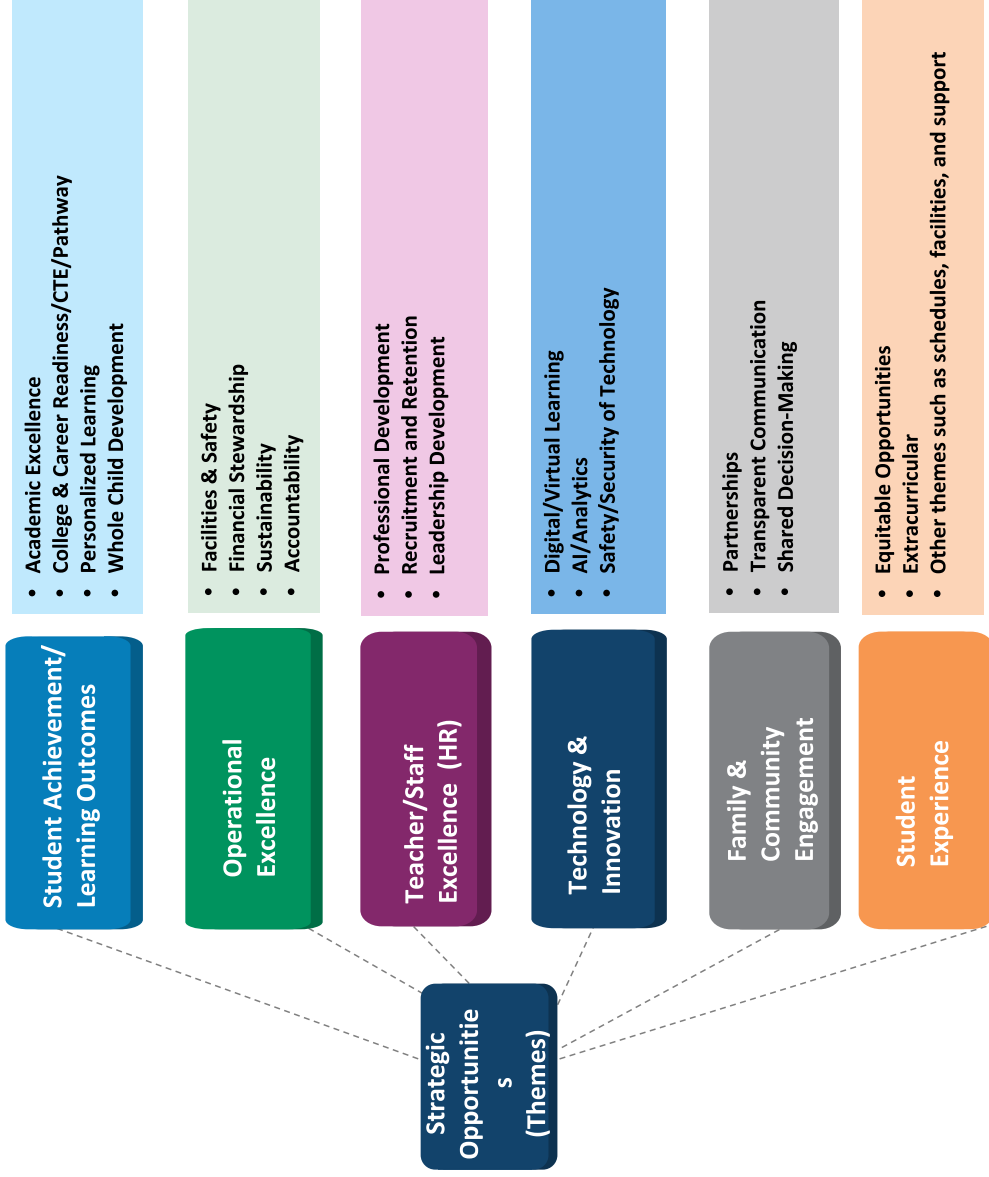 Strategic
Opportunitie
s
(Themes)
Student Achievement/
Learning Outcomes
• Academic Excellence
• College & Career Readiness/CTE/Pathway
• Personalized Learning
• Whole Child Development
Operational
Excellence
• Facilities & Safety
• Financial Stewardship
• Sustainability
• Accountability
Teacher/Staff
Excellence (HR)
• Professional Development
• Recruitment and Retention
• Leadership Development
Technology &
Innovation
• Digital/Virtual Learning
• AI/Analytics
• Safety/Security of Technology
Family &
Community
Engagement
• Partnerships
• Transparent Communication
• Shared Decision-Making
Student
Experience
• Equitable Opportunities
• Extracurricular
• Other themes such as schedules, facilities, and support